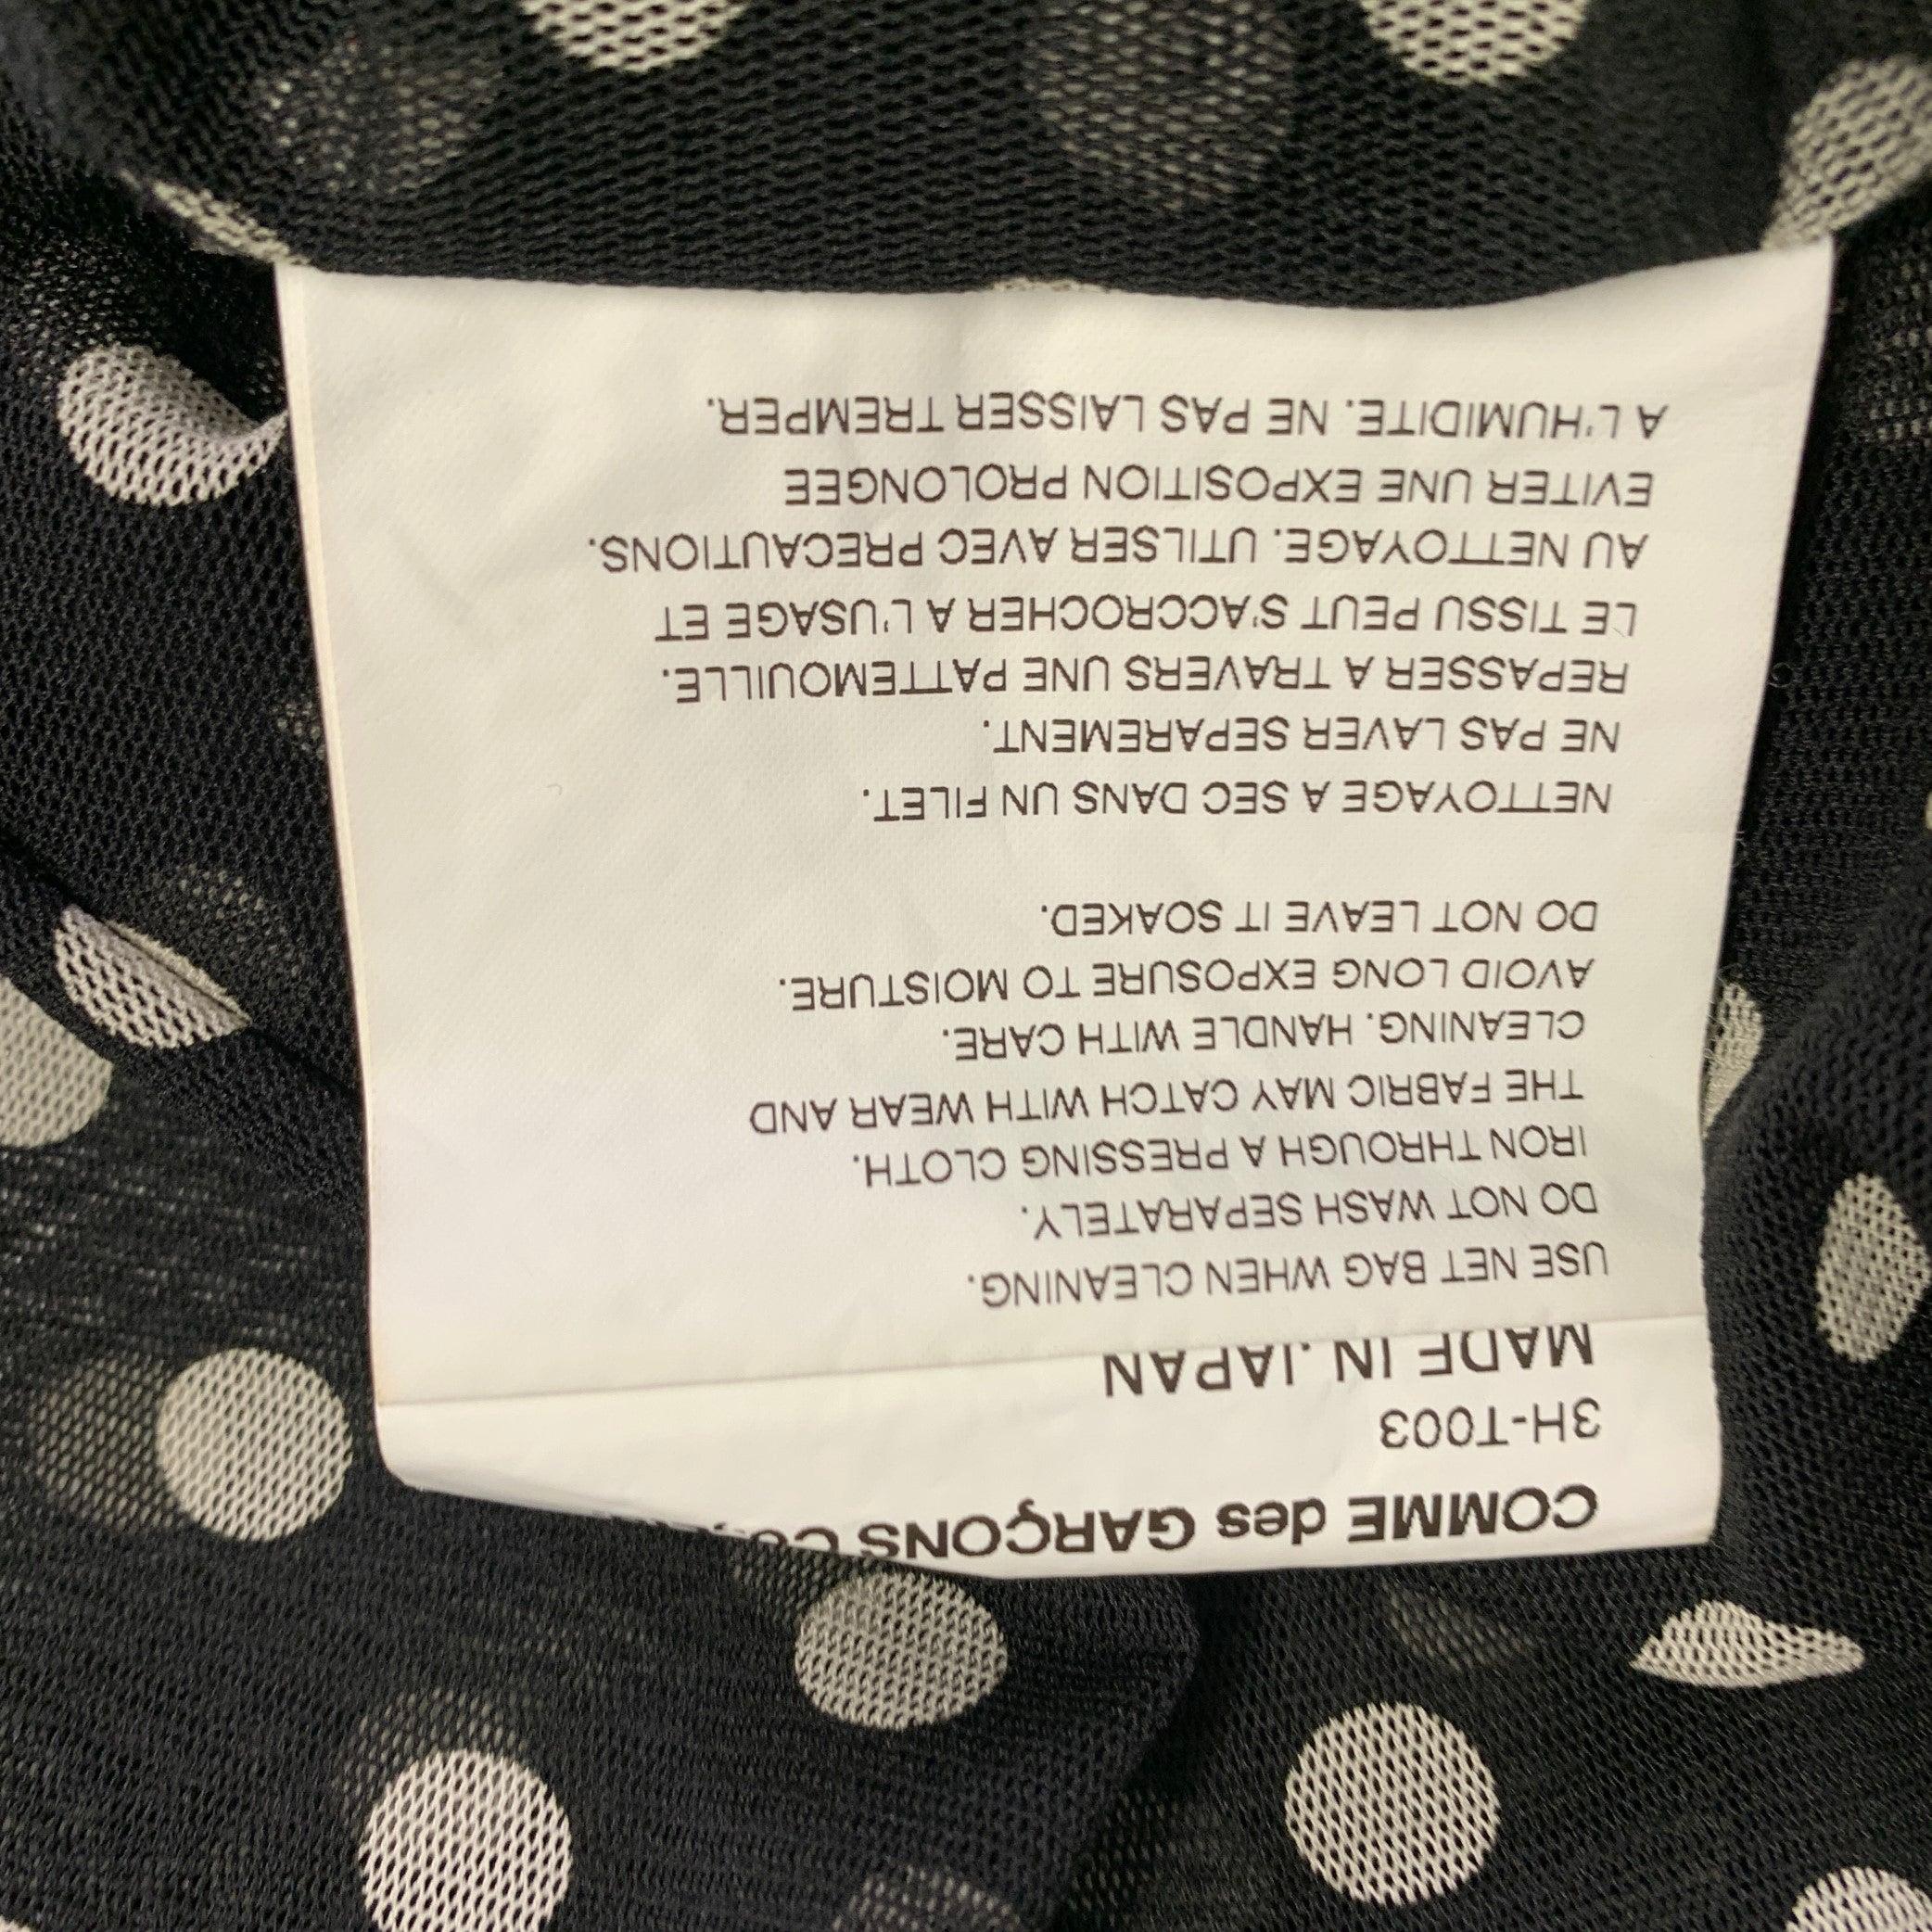 COMME des GARÇONS
3H-T003
MADE IN JAPAN
USE NET BAG WHEN CLEANING.
DO NOT WASH SEPARATELY.
IRON THROUGH A PRESSING CLOTH.
THE FABRIC MAY CATCH WITH WEAR AND
CLEANING. HANDLE WITH CARE.
AVOID LONG EXPOSURE TO MOISTURE.
DO NOT LEAVE IT SOAKED.
NETTOYAGE A SEC DANS UN FILET.
NE PAS LAVER SEPAREMENT.
REPASSER A TRAVERS UNE PATTEMOUILLE.
LE TISSU PEUT S'ACCROCHER A L'USAGE ET
AU NETTOYAGE. UTILSER AVEC PRECAUTIONS.
EVITER UNE EXPOSITION PROLONGEE
A L'HUMIDITE. NE PAS LAISSER TREMPER.